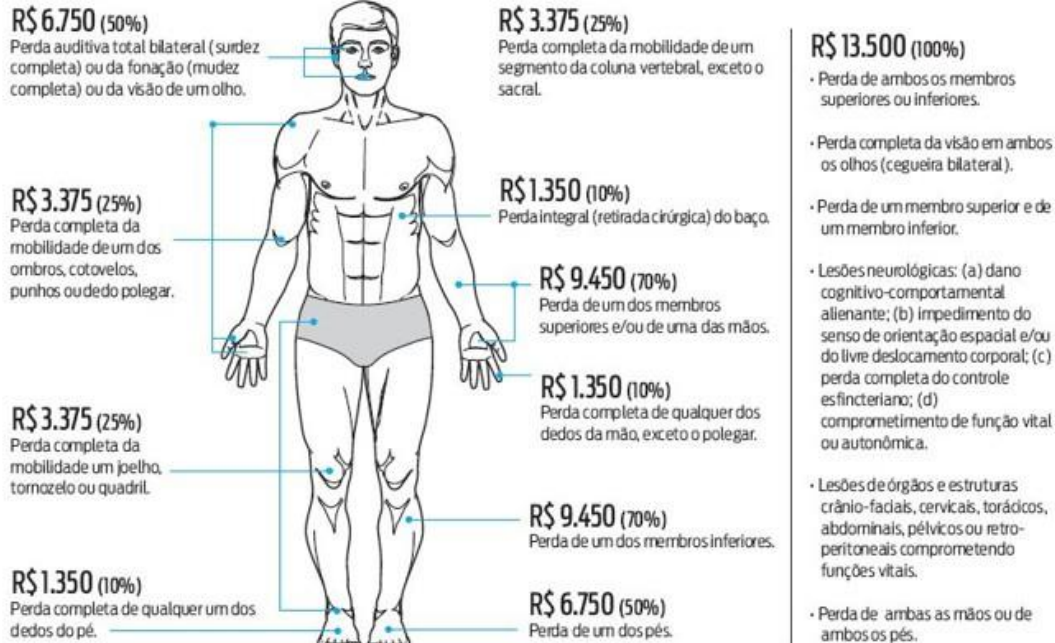 R$ 6.750 (50%)
Perda auditiva total bilateral (surdez
completa) ou da fonação (mudez
completa) ou da visão de um olho.
R$ 3.375 (25%)
Perda completa da
mobilidade de um dos
ombros, cotovelos,
punhos ou dedo polegar.
R$ 3.375 (25%)
Perda completa da
mobilidade um joelho,
tornozelo ou quadril.
R$ 1.350 (10%)
Perda completa de qualquer um dos
dedos do pé.
R$ 3.375 (25%)
Perda completa da mobilidade de um
segmento da coluna vertebral, exceto o
sacral.
R$ 1.350 (10%)
Perda integral (retirada cirúrgica) do baço.
R$ 9.450 (70%)
Perda de um dos membros
superiores e/ou de uma das mãos.
R$ 1.350 (10%)
Perda completa de qualquer dos
dedos da mão, exceto o polegar.
R$ 9.450 (70%)
Perda de um dos membros inferiores.
R$ 6.750 (50%)
Perda de um dos pés.
R$ 13.500 (100%)
· Perda de ambos os membros
superiores ou inferiores.
· Perda completa da visão em ambos
os olhos (cegueira bilateral).
· Perda de um membro superior e de
um membro inferior.
· Lesões neurológicas: (a) dano
cognitivo-comportamental
alienante; (b) impedimento do
senso de orientação espacial e/ou
do livre deslocamento corporal; (c)
perda completa do controle
esfincteriano; (d)
comprometimento de função vital
ou autonômica.
· Lesões de órgãos e estruturas
crânio-faciais, cervicais, torácicos,
abdominais, pélvicos ou retro-
peritoneais comprometendo
funções vitais.
· Perda de ambas as mãos ou de
ambos os pés.